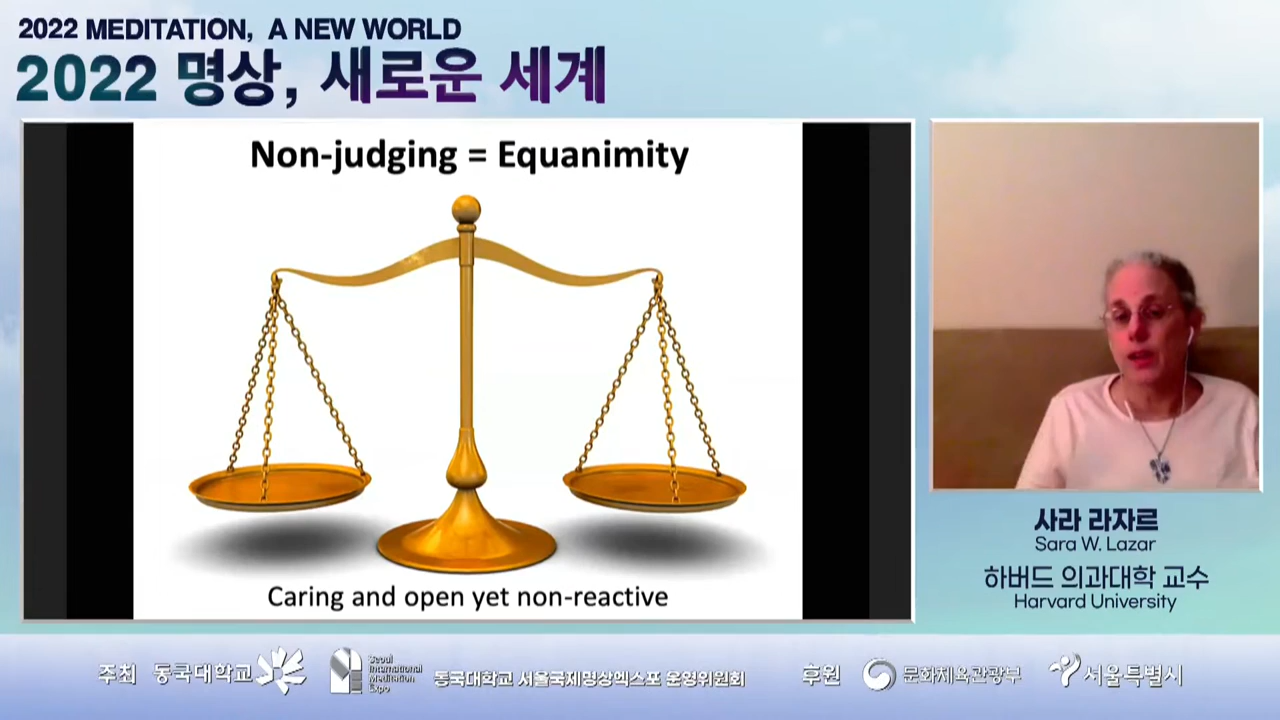 2022 MEDITATION, A NEW WORLD
2022 명상, 새로운 세계
Non-judging = Equanimity
Caring and open yet non-reactive
사라 라자르
Sara W. Lazar
하버드 의과대학 교수
Harvard University
주최 동국대학교
Seoul
International
Meditation
Expo
동국대학교 서울국제명상엑스포 운영위원회
후원 문화체육관광부 서울특별시